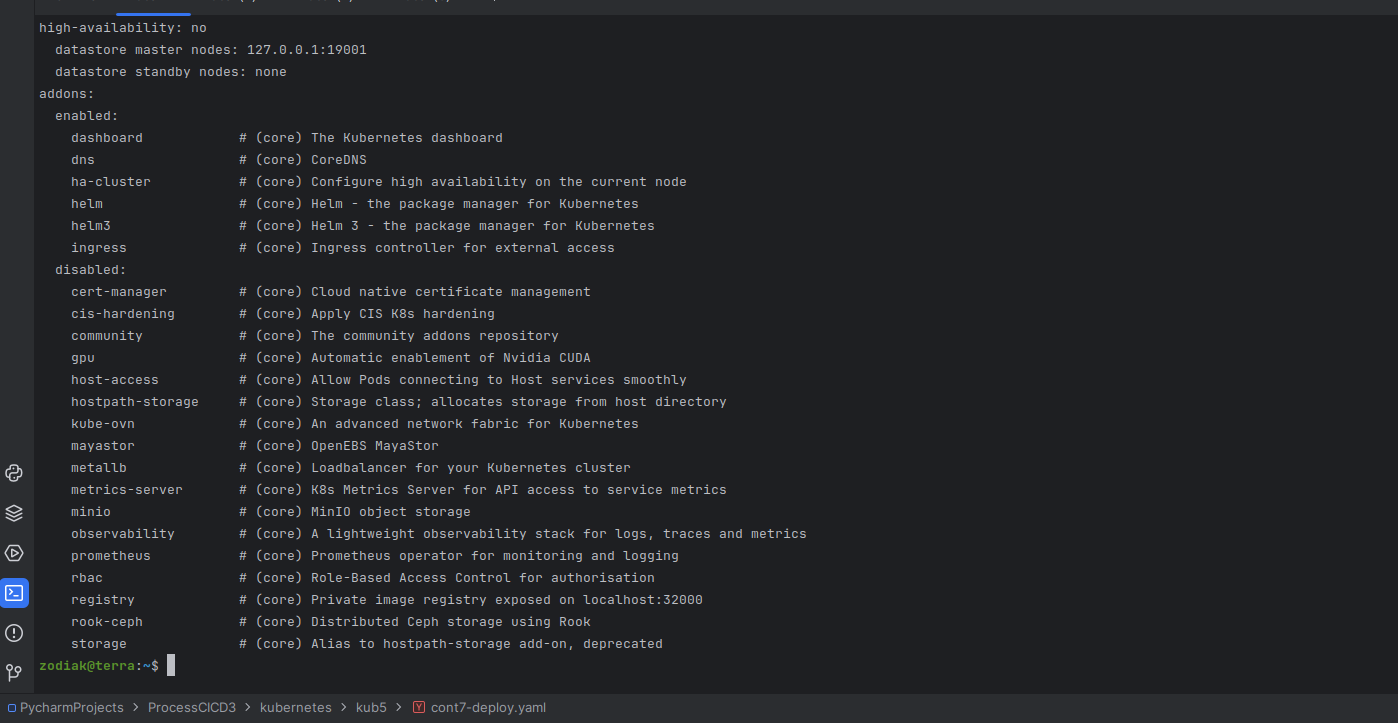 high-availability: no
  datastore master nodes: 127.0.0.1:19001
  datastore standby nodes: none
addons:
  enabled:
    dashboard            # (core) The Kubernetes dashboard
    dns                  # (core) CoreDNS
    ha-cluster           # (core) Configure high availability on the current node
    helm                 # (core) Helm - the package manager for Kubernetes
    helm3                # (core) Helm 3 - the package manager for Kubernetes
    ingress              # (core) Ingress controller for external access
  disabled:
    cert-manager         # (core) Cloud native certificate management
    cis-hardening        # (core) Apply CIS K8s hardening
    community            # (core) The community addons repository
    gpu                  # (core) Automatic enablement of Nvidia CUDA
    host-access          # (core) Allow Pods connecting to Host services smoothly
    hostpath-storage     # (core) Storage class; allocates storage from host directory
    kube-ovn             # (core) An advanced network fabric for Kubernetes
    mayastor             # (core) OpenEBS MayaStor
    metallb              # (core) Loadbalancer for your Kubernetes cluster
    metrics-server       # (core) K8s Metrics Server for API access to service metrics
    minio                # (core) MinIO object storage
    observability        # (core) A lightweight observability stack for logs, traces and metrics
    prometheus           # (core) Prometheus operator for monitoring and logging
    rbac                 # (core) Role-Based Access Control for authorisation
    registry             # (core) Private image registry exposed on localhost:32000
    rook-ceph            # (core) Distributed Ceph storage using Rook
    storage              # (core) Alias to hostpath-storage add-on, deprecated
zodiak@terra:~$
PycharmProjects > ProcessCICD3 > kubernetes > kub5 > Y cont7-deploy.yaml